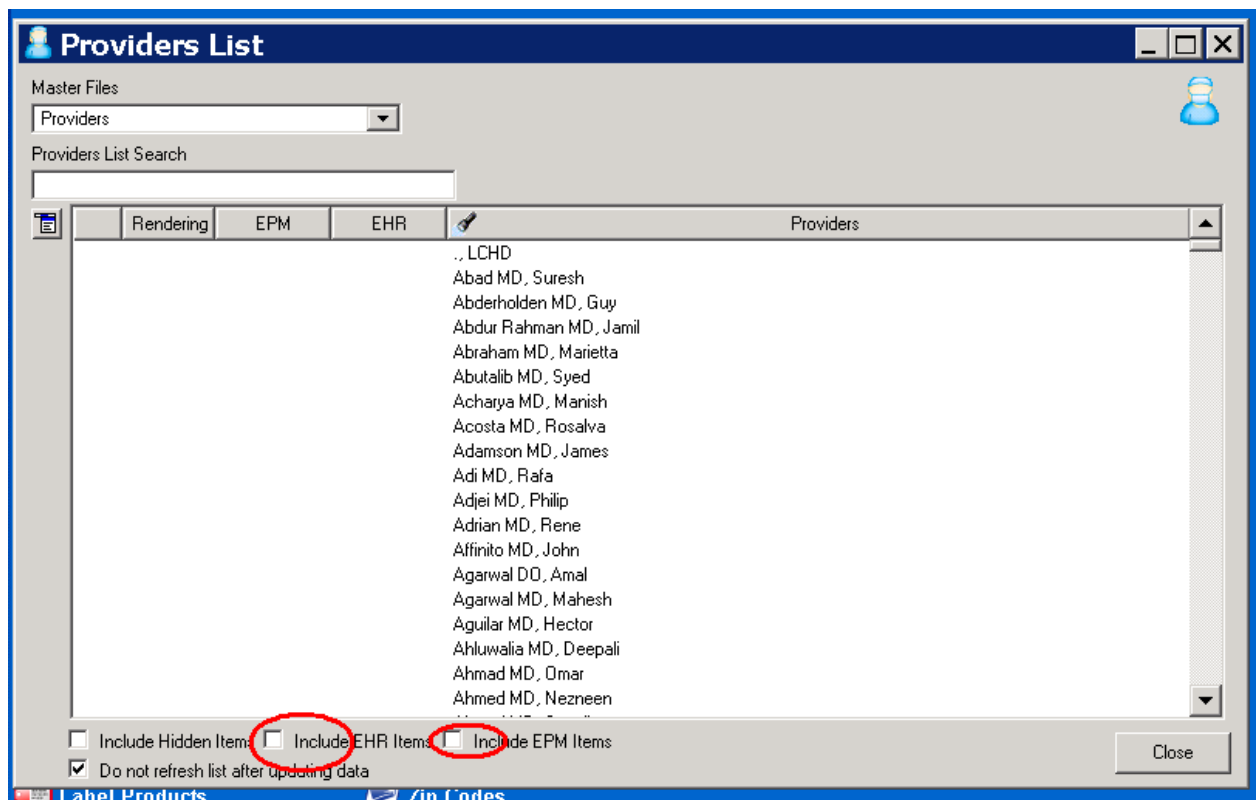 Providers List
Master Files
Providers
Providers List Search
Rendering EPM EHR Providers
., LCHD
Abad MD, Suresh
Abderholden MD, Guy
Abdur Rahman MD, Jamil
Abraham MD, Marietta
Abutalib MD, Syed
Acharya MD, Manish
Acosta MD, Rosalva
Adamson MD, James
Adi MD, Rafa
Adjei MD, Philip
Adrian MD, Rene
Affinito MD, John
Agarwal DO, Amal
Agarwal MD, Mahesh
Aguilar MD, Hector
Ahluwalia MD, Deepali
Ahmad MD, Omar
Ahmed MD, Nezneen
Include Hidden Items Include EHR Items Include EPM Items
Do not refresh list after updating data
Close
Label Products Zip Codes